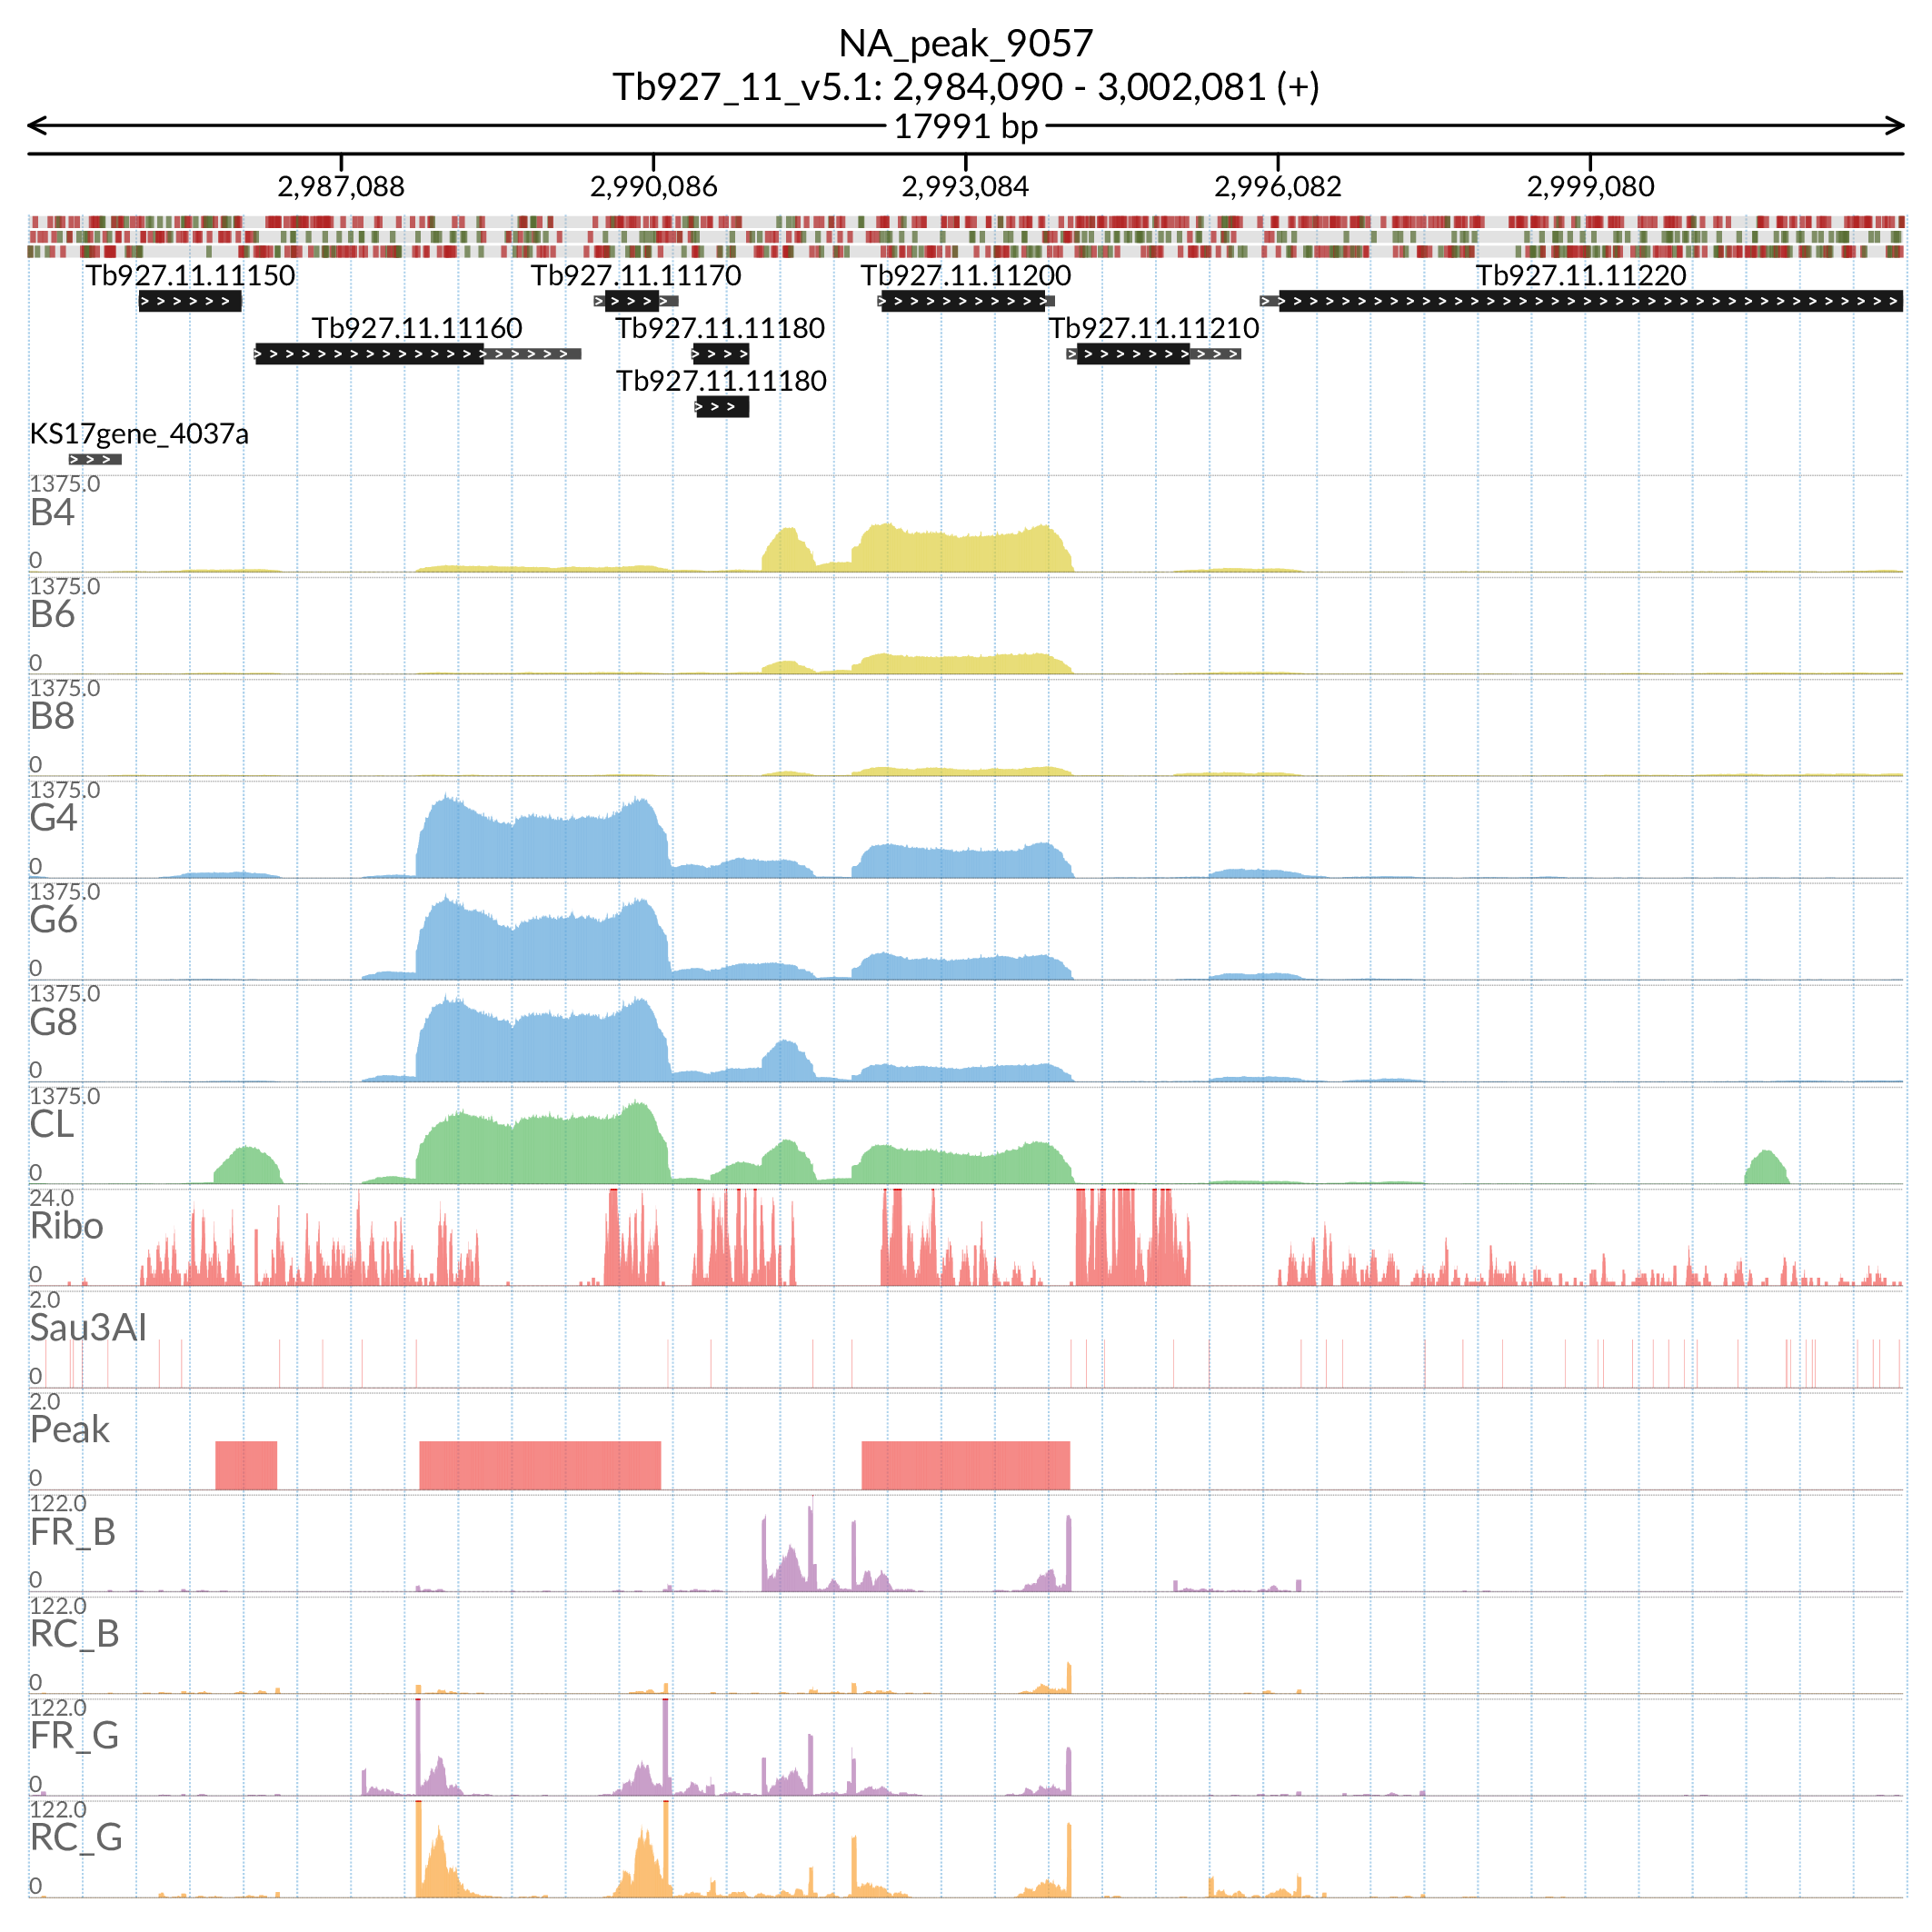 NA_peak_9057
Tb927_11_v5.1: 2,984,090 - 3,002,081 (+)
17991 bp
2,987,088 2,990,086 2,993,084 2,996,082 2,999,080
Tb927.11.11150 Tb927.11.11170 Tb927.11.11200 Tb927.11.11220
Tb927.11.11160 Tb927.11.11180 Tb927.11.11210
Tb927.11.11180
KS17gene_4037a
1375.0
B4
0
1375.0
B6
0
1375.0
B8
0
1375.0
G4
0
1375.0
G6
0
1375.0
G8
0
1375.0
CL
0
24.0
Ribo
0
2.0
Sau3AI
0
2.0
Peak
0
122.0
FR_B
0
122.0
RC_B
0
122.0
FR_G
0
122.0
RC_G
0